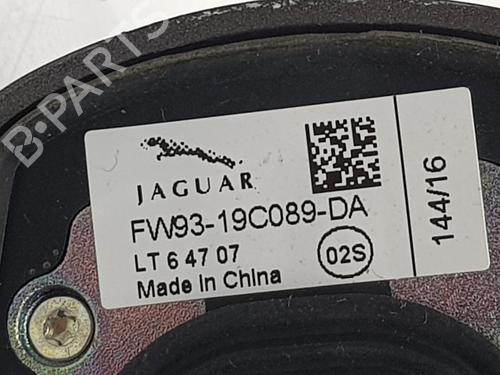 B-PARTS
JAGUAR
FW93-19C089-DA
LT 6 47 07
02S
Made In China
144/16